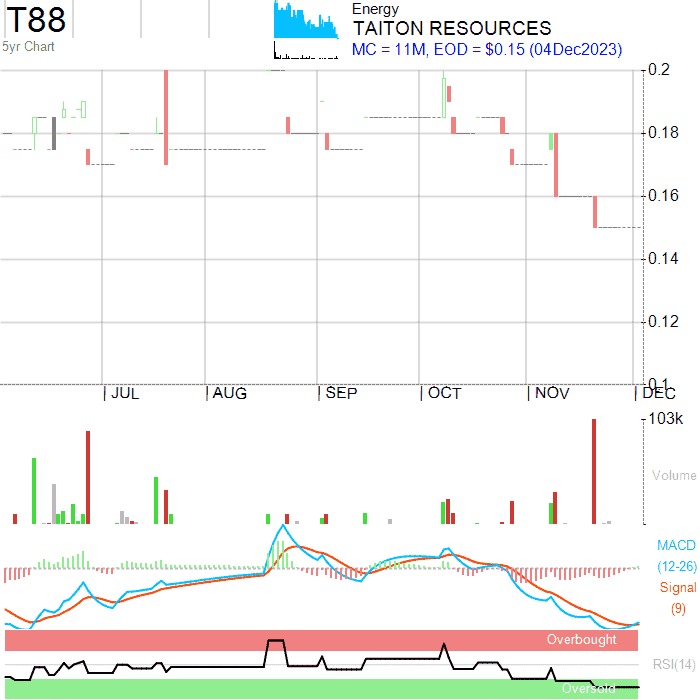 T88
5yr Chart
Energy
TAITON RESOURCES
MC = 11M, EOD = $0.15 (04Dec2023)
0.2
0.18
0.16
0.14
0.12
0.1
JUL AUG SEP OCT NOV DEC
103k
Volume
MACD
(12-26)
Signal
(9)
Overbought
RSI(14)
Oversold